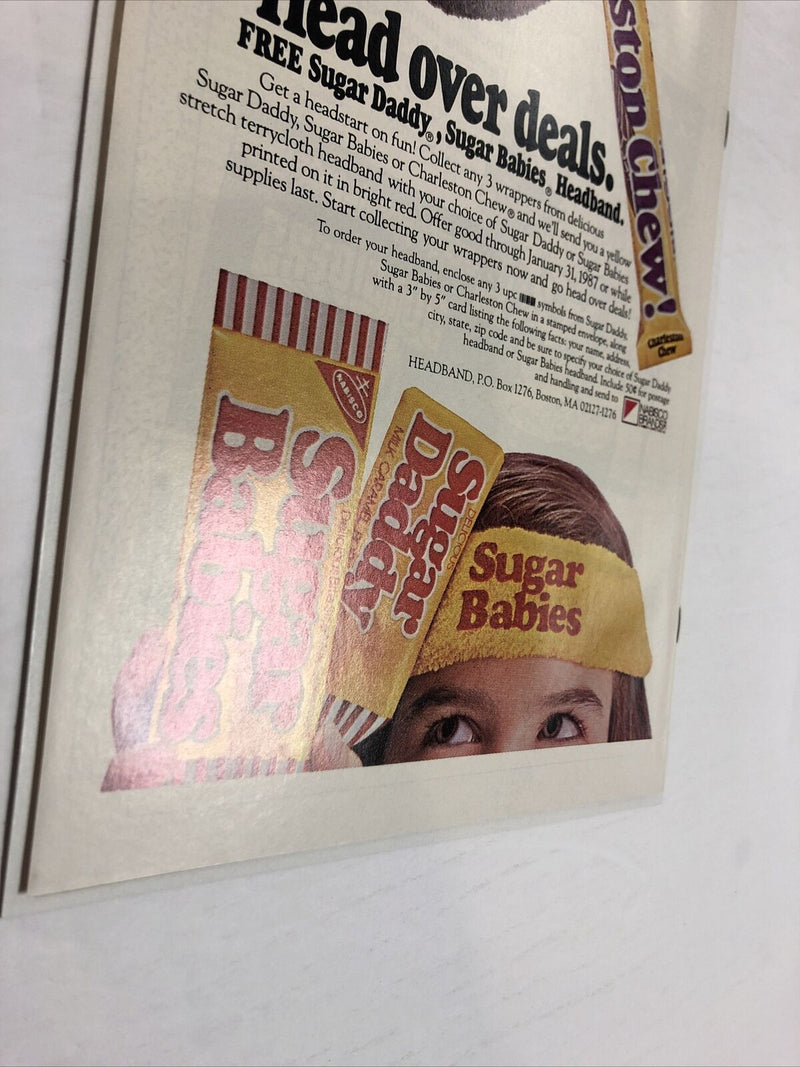 Head over deals.
FREE Sugar Daddy®, Sugar Babies® Headband.
Get a headstart on fun! Collect any 3 wrappers from delicious
Sugar Daddy, Sugar Babies or Charleston Chew® and we'll send you a yellow
stretch terrycloth headband with your choice of Sugar Daddy or Sugar Babies
printed on it in bright red. Offer good through January 31, 1987 or while
supplies last. Start collecting your wrappers now and go head over deals!
To order your headband, enclose any 3 upc symbols from Sugar Daddy,
Sugar Babies or Charleston Chew in a stamped envelope, along
with a 3" by 5" card listing the following facts: your name, address,
city, state, zip code and be sure to specify your choice of Sugar Daddy
headband or Sugar Babies headband. Include 50¢ for postage
and handling and send to
HEADBAND, P.O. Box 1276, Boston, MA 02127-1276
NABISCO
BRANDS
ston Chew!
Charleston
Chew
NABISCO
Sugar
Babies
DELICIOUS
Sugar
Daddy
MILK CARAMEL
Sugar
Babies